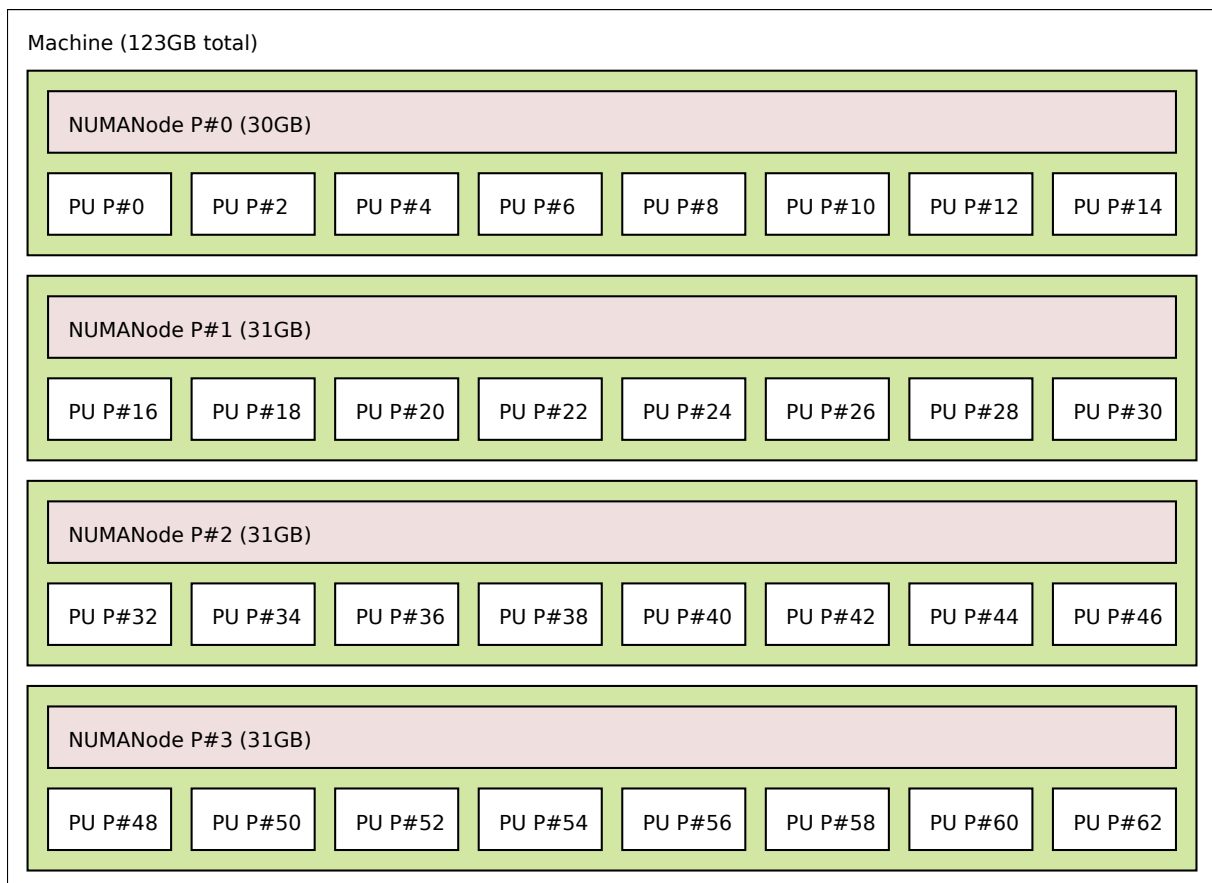 Machine (123GB total)
NUMANode P#0 (30GB)
PU P#0 PU P#2 PU P#4 PU P#6 PU P#8 PU P#10 PU P#12 PU P#14
NUMANode P#1 (31GB)
PU P#16 PU P#18 PU P#20 PU P#22 PU P#24 PU P#26 PU P#28 PU P#30
NUMANode P#2 (31GB)
PU P#32 PU P#34 PU P#36 PU P#38 PU P#40 PU P#42 PU P#44 PU P#46
NUMANode P#3 (31GB)
PU P#48 PU P#50 PU P#52 PU P#54 PU P#56 PU P#58 PU P#60 PU P#62